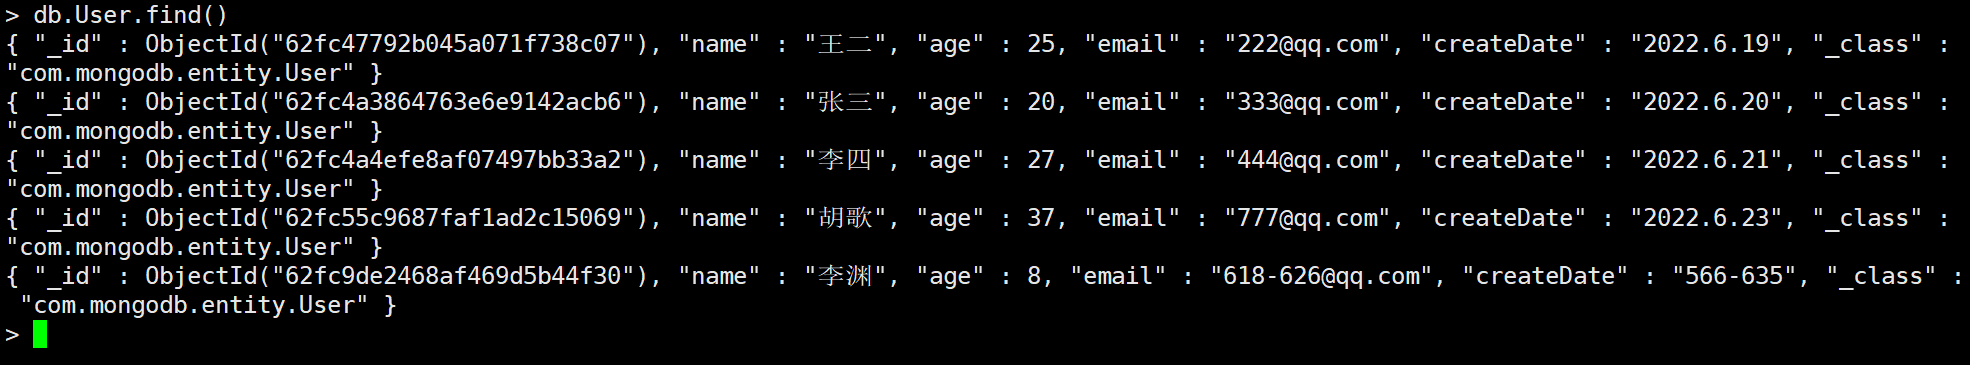 > db.User.find()
{ "_id" : ObjectId("62fc47792b045a071f738c07"), "name" : "王二", "age" : 25, "email" : "222@qq.com", "createDate" : "2022.6.19", "_class" :
"com.mongodb.entity.User" }
{ "_id" : ObjectId("62fc4a3864763e6e9142acb6"), "name" : "张三", "age" : 20, "email" : "333@qq.com", "createDate" : "2022.6.20", "_class" :
"com.mongodb.entity.User" }
{ "_id" : ObjectId("62fc4a4efe8af07497bb33a2"), "name" : "李四", "age" : 27, "email" : "444@qq.com", "createDate" : "2022.6.21", "_class" :
"com.mongodb.entity.User" }
{ "_id" : ObjectId("62fc55c9687faf1ad2c15069"), "name" : "胡歌", "age" : 37, "email" : "777@qq.com", "createDate" : "2022.6.23", "_class" :
"com.mongodb.entity.User" }
{ "_id" : ObjectId("62fc9de2468af469d5b44f30"), "name" : "李渊", "age" : 8, "email" : "618-626@qq.com", "createDate" : "566-635", "_class" :
 "com.mongodb.entity.User" }
>